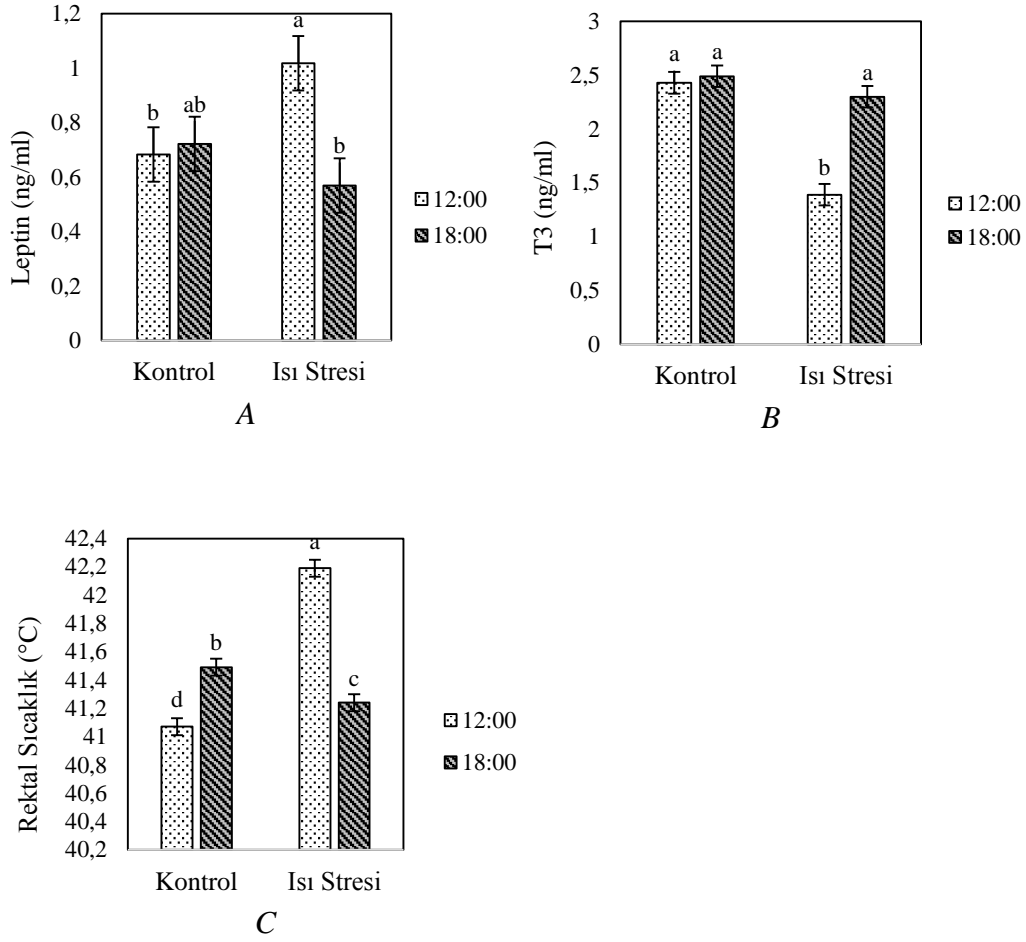 1,2
1
0,8
0,6
0,4
0,2
0
Leptin (ng/ml)
b
ab
a
b
Kontrol
Isı Stresi
12:00
18:00
A
3
2,5
2
1,5
1
0,5
0
T3 (ng/ml)
a
a
b
a
Kontrol
Isı Stresi
12:00
18:00
B
42,4
42,2
42
41,8
41,6
41,4
41,2
41
40,8
40,6
40,4
40,2
Rektal Sıcaklık (°C)
d
b
a
c
Kontrol
Isı Stresi
12:00
18:00
C